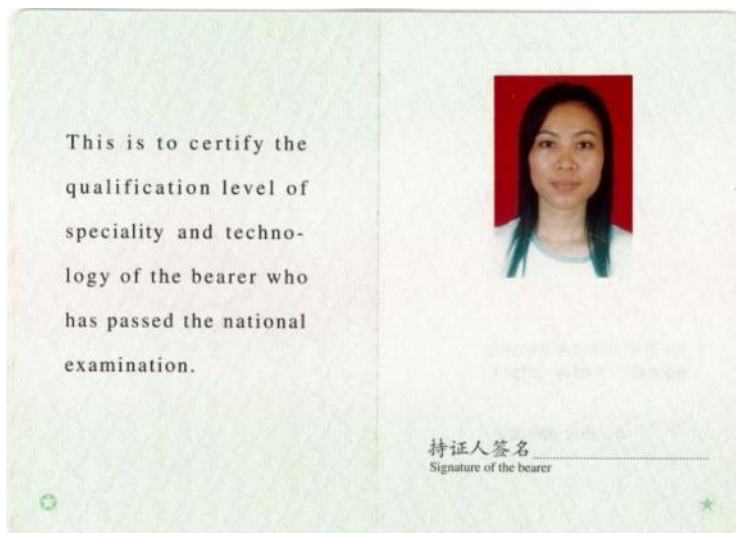 This is to certify the
qualification level of
speciality and techno-
logy of the bearer who
has passed the national
examination.
持证人签名
Signature of the bearer